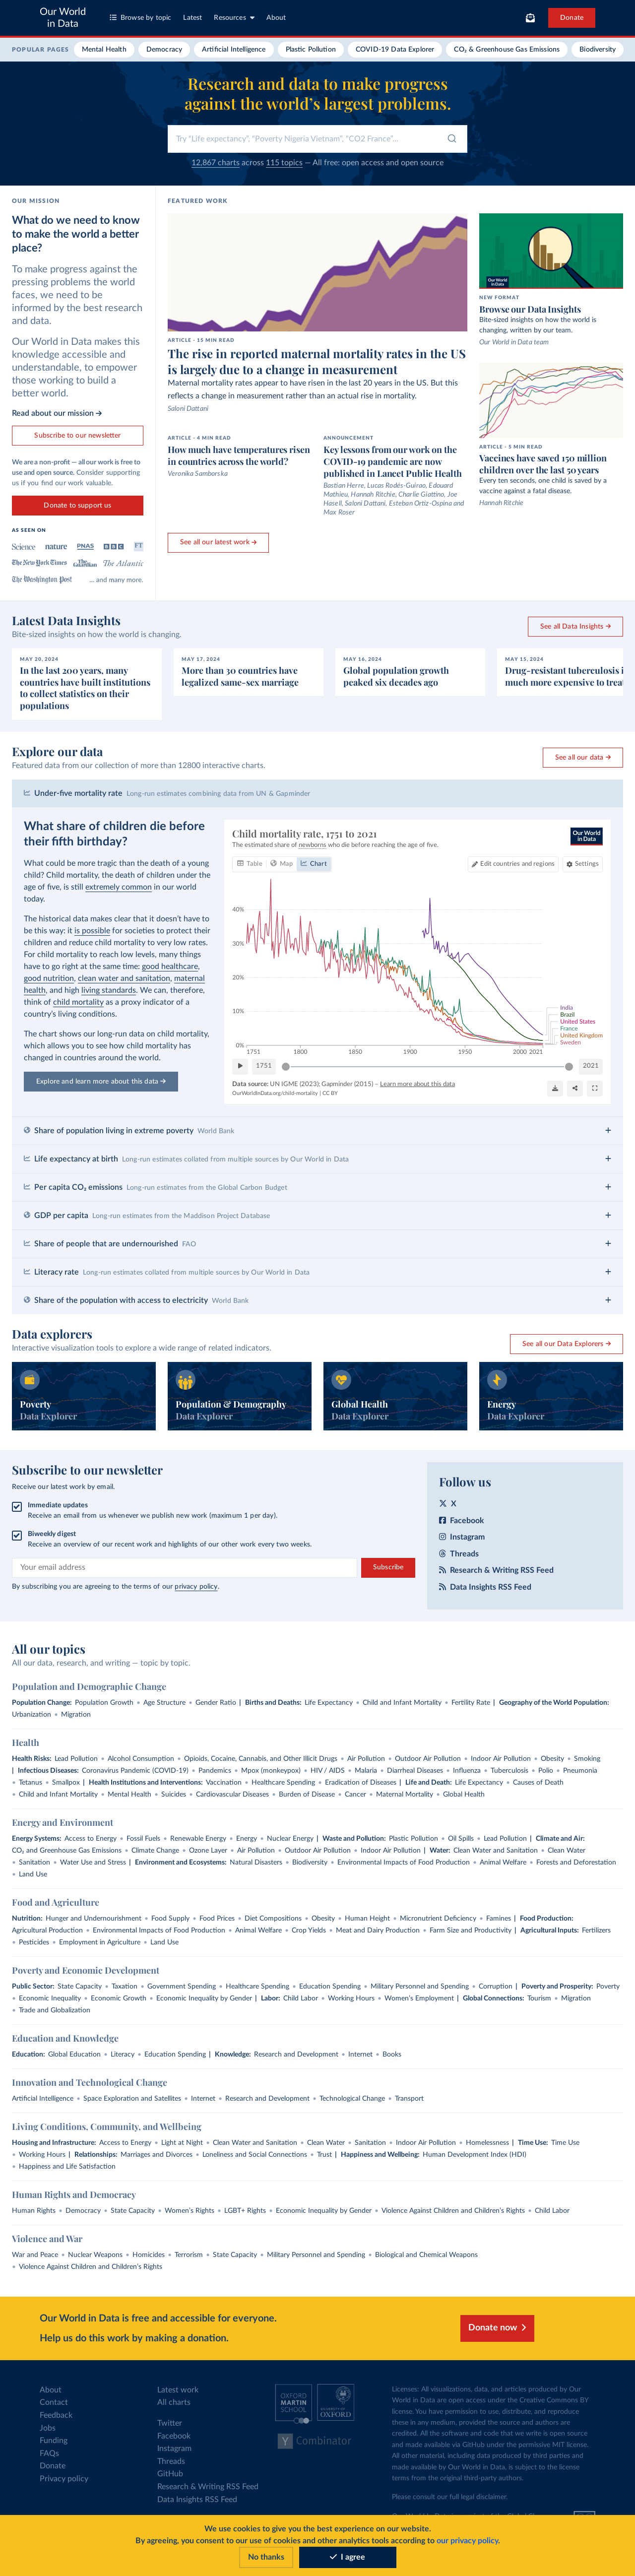 Our World
in Data
Browse by topic
Latest
Resources
About
Donate
POPULAR PAGES
Mental Health
Democracy
Artificial Intelligence
Plastic Pollution
COVID-19 Data Explorer
CO₂ & Greenhouse Gas Emissions
Biodiversity
Research and data to make progress
against the world's largest problems.
Try "Life expectancy", "Poverty Nigeria Vietnam", "CO2 France"...
12,867 charts across 115 topics — All free: open access and open source
OUR MISSION
What do we need to know
to make the world a better
place?
To make progress against the
pressing problems the world
faces, we need to be
informed by the best research
and data.
Our World in Data makes this
knowledge accessible and
understandable, to empower
those working to build a
better world.
Read about our mission →
Subscribe to our newsletter
We are a non-profit — all our work is free to
use and open source. Consider supporting
us if you find our work valuable.
Donate to support us
AS SEEN ON
Science
nature
PNAS
BBC
FT
The New York Times
The Guardian
The Atlantic
The Washington Post
... and many more.
FEATURED WORK
ARTICLE - 15 MIN READ
The rise in reported maternal mortality rates in the US
is largely due to a change in measurement
Maternal mortality rates appear to have risen in the last 20 years in the US. But this
reflects a change in measurement rather than an actual rise in mortality.
Saloni Dattani
ARTICLE - 4 MIN READ
How much have temperatures risen
in countries across the world?
Veronika Samborska
ANNOUNCEMENT
Key lessons from our work on the
COVID-19 pandemic are now
published in Lancet Public Health
Bastian Herre, Lucas Rodés-Guirao, Edouard
Mathieu, Hannah Ritchie, Charlie Giattino, Joe
Hasell, Saloni Dattani, Esteban Ortiz-Ospina and
Max Roser
See all our latest work →
Our World
in Data
NEW FORMAT
Browse our Data Insights
Bite-sized insights on how the world is
changing, written by our team.
Our World in Data team
ARTICLE - 5 MIN READ
Vaccines have saved 150 million
children over the last 50 years
Every ten seconds, one child is saved by a
vaccine against a fatal disease.
Hannah Ritchie
Latest Data Insights
Bite-sized insights on how the world is changing.
See all Data Insights →
MAY 20, 2024
In the last 200 years, many
countries have built institutions
to collect statistics on their
populations
MAY 17, 2024
More than 30 countries have
legalized same-sex marriage
MAY 16, 2024
Global population growth
peaked six decades ago
MAY 15, 2024
Drug-resistant tuberculosis i
much more expensive to treat
Explore our data
Featured data from our collection of more than 12800 interactive charts.
See all our data →
Under-five mortality rate Long-run estimates combining data from UN & Gapminder
What share of children die before
their fifth birthday?
What could be more tragic than the death of a young
child? Child mortality, the death of children under the
age of five, is still extremely common in our world
today.
The historical data makes clear that it doesn't have to
be this way: it is possible for societies to protect their
children and reduce child mortality to very low rates.
For child mortality to reach low levels, many things
have to go right at the same time: good healthcare,
good nutrition, clean water and sanitation, maternal
health, and high living standards. We can, therefore,
think of child mortality as a proxy indicator of a
country's living conditions.
The chart shows our long-run data on child mortality,
which allows you to see how child mortality has
changed in countries around the world.
Explore and learn more about this data →
Child mortality rate, 1751 to 2021
The estimated share of newborns who die before reaching the age of five.
Our World
in Data
Table
Map
Chart
Edit countries and regions
Settings
40%
30%
20%
10%
0%
1751
1800
1850
1900
1950
2000
2021
India
Brazil
United States
France
United Kingdom
Sweden
1751
2021
Data source: UN IGME (2023); Gapminder (2015) – Learn more about this data
OurWorldInData.org/child-mortality | CC BY
Share of population living in extreme poverty World Bank
Life expectancy at birth Long-run estimates collated from multiple sources by Our World in Data
Per capita CO₂ emissions Long-run estimates from the Global Carbon Budget
GDP per capita Long-run estimates from the Maddison Project Database
Share of people that are undernourished FAO
Literacy rate Long-run estimates collated from multiple sources by Our World in Data
Share of the population with access to electricity World Bank
Data explorers
Interactive visualization tools to explore a wide range of related indicators.
See all our Data Explorers →
Poverty
Data Explorer
Population & Demography
Data Explorer
Global Health
Data Explorer
Energy
Data Explorer
Subscribe to our newsletter
Receive our latest work by email.
Immediate updates
Receive an email from us whenever we publish new work (maximum 1 per day).
Biweekly digest
Receive an overview of our recent work and highlights of our other work every two weeks.
Your email address
Subscribe
By subscribing you are agreeing to the terms of our privacy policy.
Follow us
X
Facebook
Instagram
Threads
Research & Writing RSS Feed
Data Insights RSS Feed
All our topics
All our data, research, and writing — topic by topic.
Population and Demographic Change
Population Change: Population Growth • Age Structure • Gender Ratio | Births and Deaths: Life Expectancy • Child and Infant Mortality • Fertility Rate | Geography of the World Population:
Urbanization • Migration
Health
Health Risks: Lead Pollution • Alcohol Consumption • Opioids, Cocaine, Cannabis, and Other Illicit Drugs • Air Pollution • Outdoor Air Pollution • Indoor Air Pollution • Obesity • Smoking
| Infectious Diseases: Coronavirus Pandemic (COVID-19) • Pandemics • Mpox (monkeypox) • HIV / AIDS • Malaria • Diarrheal Diseases • Influenza • Tuberculosis • Polio • Pneumonia
• Tetanus • Smallpox | Health Institutions and Interventions: Vaccination • Healthcare Spending • Eradication of Diseases | Life and Death: Life Expectancy • Causes of Death
• Child and Infant Mortality • Mental Health • Suicides • Cardiovascular Diseases • Burden of Disease • Cancer • Maternal Mortality • Global Health
Energy and Environment
Energy Systems: Access to Energy • Fossil Fuels • Renewable Energy • Energy • Nuclear Energy | Waste and Pollution: Plastic Pollution • Oil Spills • Lead Pollution | Climate and Air:
CO₂ and Greenhouse Gas Emissions • Climate Change • Ozone Layer • Air Pollution • Outdoor Air Pollution • Indoor Air Pollution | Water: Clean Water and Sanitation • Clean Water
• Sanitation • Water Use and Stress | Environment and Ecosystems: Natural Disasters • Biodiversity • Environmental Impacts of Food Production • Animal Welfare • Forests and Deforestation
• Land Use
Food and Agriculture
Nutrition: Hunger and Undernourishment • Food Supply • Food Prices • Diet Compositions • Obesity • Human Height • Micronutrient Deficiency • Famines | Food Production:
Agricultural Production • Environmental Impacts of Food Production • Animal Welfare • Crop Yields • Meat and Dairy Production • Farm Size and Productivity | Agricultural Inputs: Fertilizers
• Pesticides • Employment in Agriculture • Land Use
Poverty and Economic Development
Public Sector: State Capacity • Taxation • Government Spending • Healthcare Spending • Education Spending • Military Personnel and Spending • Corruption | Poverty and Prosperity: Poverty
• Economic Inequality • Economic Growth • Economic Inequality by Gender | Labor: Child Labor • Working Hours • Women's Employment | Global Connections: Tourism • Migration
• Trade and Globalization
Education and Knowledge
Education: Global Education • Literacy • Education Spending | Knowledge: Research and Development • Internet • Books
Innovation and Technological Change
Artificial Intelligence • Space Exploration and Satellites • Internet • Research and Development • Technological Change • Transport
Living Conditions, Community, and Wellbeing
Housing and Infrastructure: Access to Energy • Light at Night • Clean Water and Sanitation • Clean Water • Sanitation • Indoor Air Pollution • Homelessness | Time Use: Time Use
• Working Hours | Relationships: Marriages and Divorces • Loneliness and Social Connections • Trust | Happiness and Wellbeing: Human Development Index (HDI)
• Happiness and Life Satisfaction
Human Rights and Democracy
Human Rights • Democracy • State Capacity • Women's Rights • LGBT+ Rights • Economic Inequality by Gender • Violence Against Children and Children's Rights • Child Labor
Violence and War
War and Peace • Nuclear Weapons • Homicides • Terrorism • State Capacity • Military Personnel and Spending • Biological and Chemical Weapons
• Violence Against Children and Children's Rights
Our World in Data is free and accessible for everyone.
Help us do this work by making a donation.
Donate now
About
Contact
Feedback
Jobs
Funding
FAQs
Donate
Privacy policy
Latest work
All charts
Twitter
Facebook
Instagram
Threads
GitHub
Research & Writing RSS Feed
Data Insights RSS Feed
OXFORD
MARTIN
SCHOOL
UNIVERSITY OF
OXFORD
Y Combinator
Licenses: All visualizations, data, and articles produced by Our
World in Data are open access under the Creative Commons BY
license. You have permission to use, distribute, and reproduce
these in any medium, provided the source and authors are
credited. All the software and code that we write is open source
and made available via GitHub under the permissive MIT license.
All other material, including data produced by third parties and
made available by Our World in Data, is subject to the license
terms from the original third-party authors.
Please consult our full legal disclaimer.
We use cookies to give you the best experience on our website.
By agreeing, you consent to our use of cookies and other analytics tools according to our privacy policy.
No thanks
I agree